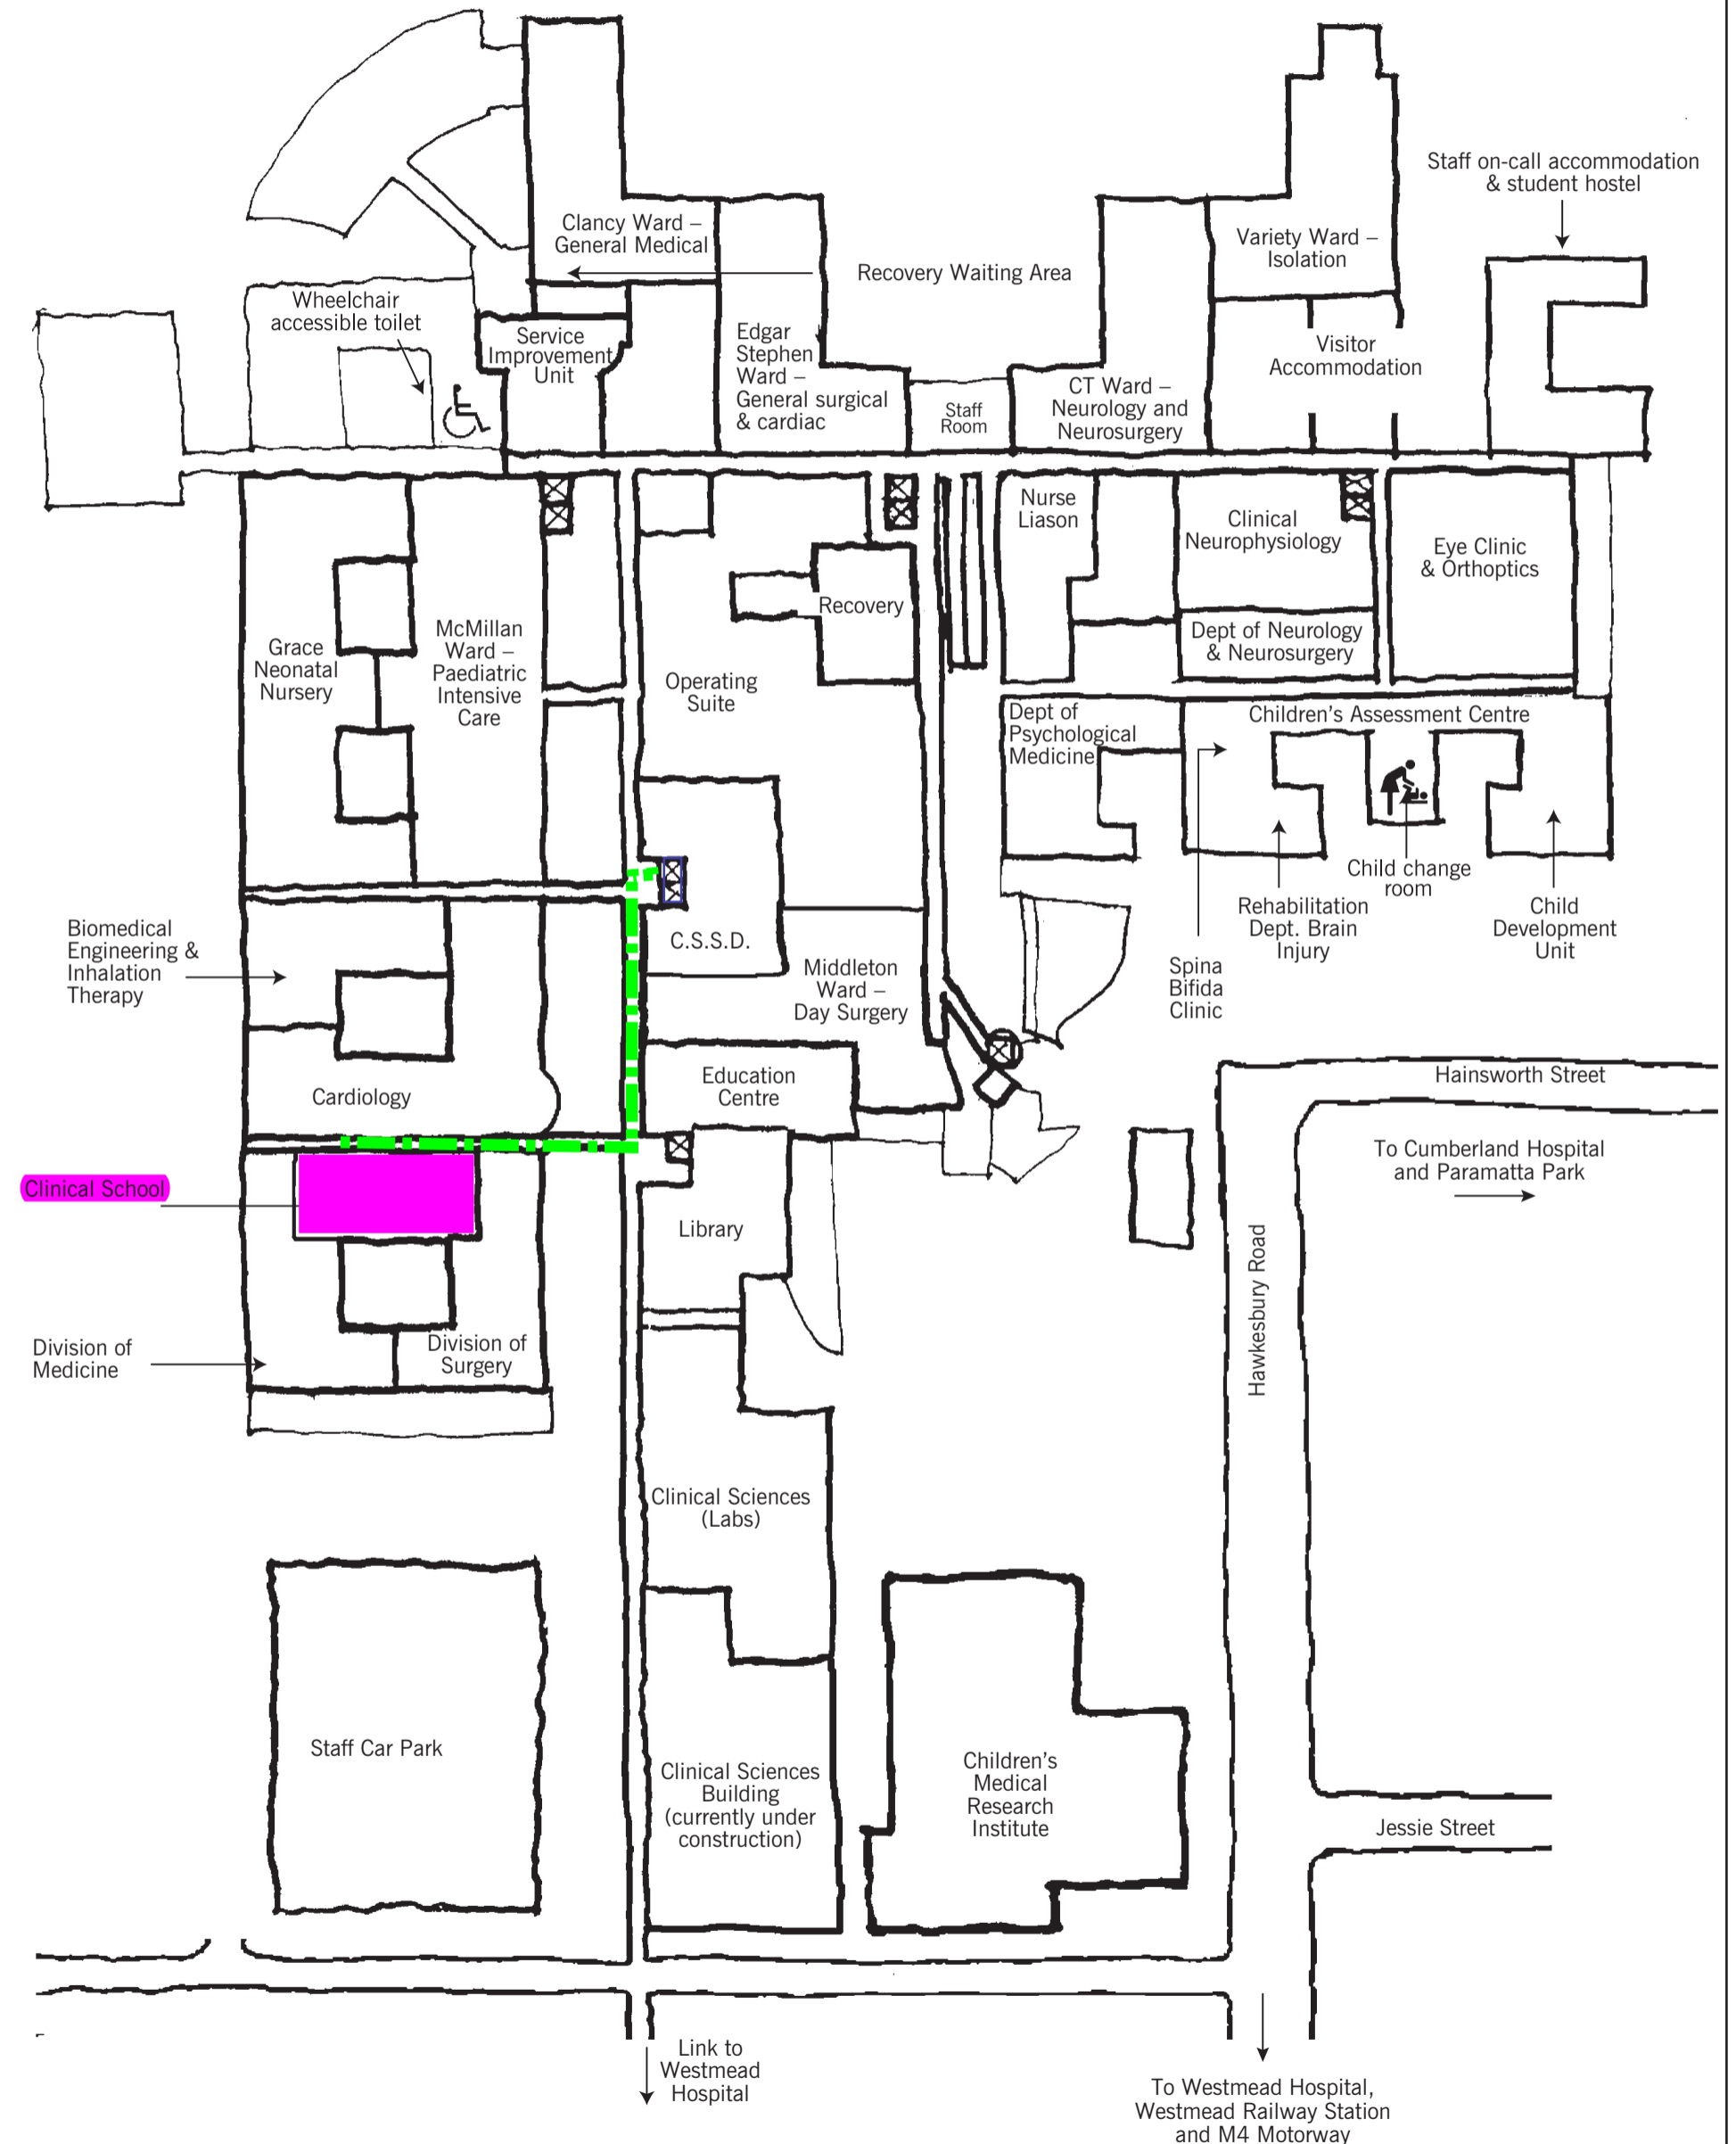 Staff on-call accommodation
& student hostel
Clancy Ward –
General Medical
Recovery Waiting Area
Variety Ward –
Isolation
Wheelchair
accessible toilet
Service
Improvement
Unit
Edgar
Stephen
Ward –
General surgical
& cardiac
Staff
Room
CT Ward –
Neurology and
Neurosurgery
Visitor
Accommodation
Grace
Neonatal
Nursery
McMillan
Ward –
Paediatric
Intensive
Care
Operating
Suite
Recovery
Nurse
Liason
Clinical
Neurophysiology
Dept of Neurology
& Neurosurgery
Eye Clinic
& Orthoptics
Dept of
Psychological
Medicine
Children's Assessment Centre
Child change
room
Rehabilitation
Dept. Brain
Injury
Child
Development
Unit
Spina
Bifida
Clinic
Biomedical
Engineering &
Inhalation
Therapy
C.S.S.D.
Middleton
Ward –
Day Surgery
Cardiology
Education
Centre
Hainsworth Street
To Cumberland Hospital
and Paramatta Park
Clinical School
Library
Hawkesbury Road
Division of
Medicine
Division of
Surgery
Clinical Sciences
(Labs)
Staff Car Park
Clinical Sciences
Building
(currently under
construction)
Children's
Medical
Research
Institute
Jessie Street
Link to
Westmead
Hospital
To Westmead Hospital,
Westmead Railway Station
and M4 Motorway